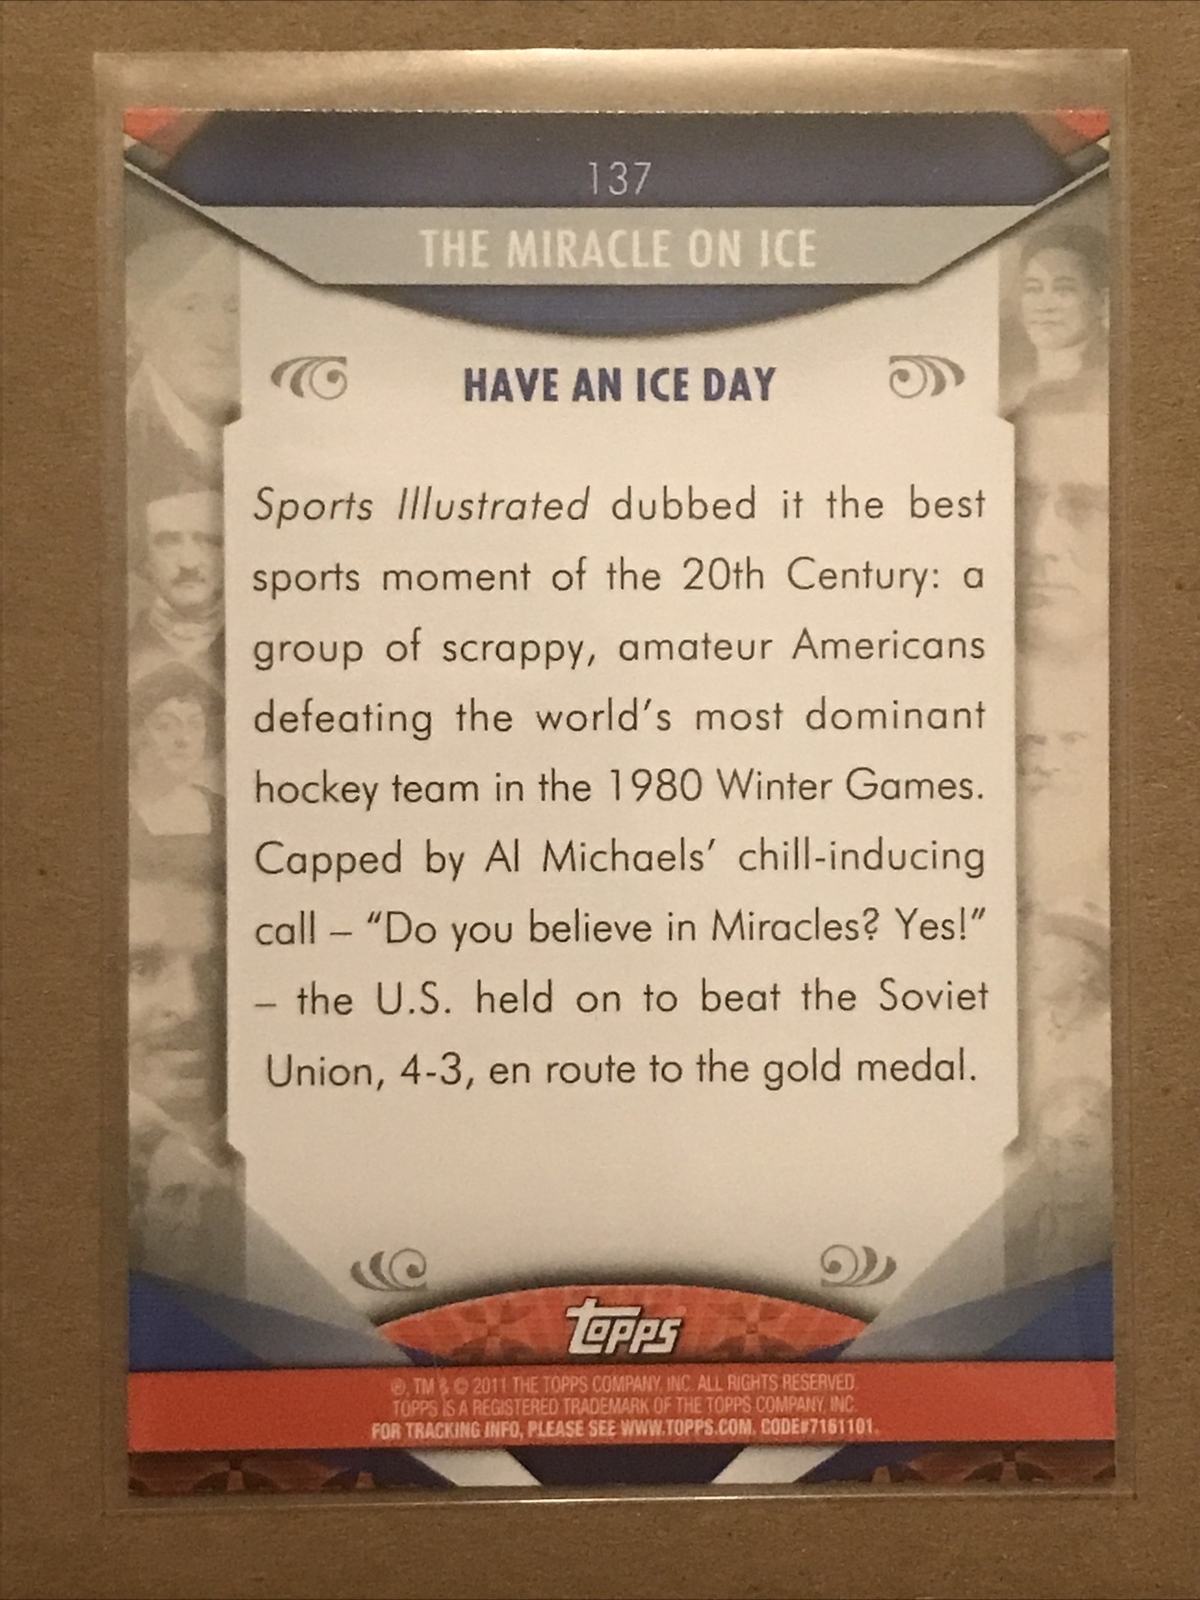 137
THE MIRACLE ON ICE
HAVE AN ICE DAY
Sports Illustrated dubbed it the best
sports moment of the 20th Century: a
group of scrappy, amateur Americans
defeating the world's most dominant
hockey team in the 1980 Winter Games.
Capped by Al Michaels' chill-inducing
call – "Do you believe in Miracles? Yes!"
– the U.S. held on to beat the Soviet
Union, 4-3, en route to the gold medal.
topps
®, TM & © 2011 THE TOPPS COMPANY, INC. ALL RIGHTS RESERVED.
TOPPS IS A REGISTERED TRADEMARK OF THE TOPPS COMPANY, INC.
FOR TRACKING INFO, PLEASE SEE WWW.TOPPS.COM. CODE#7161101.